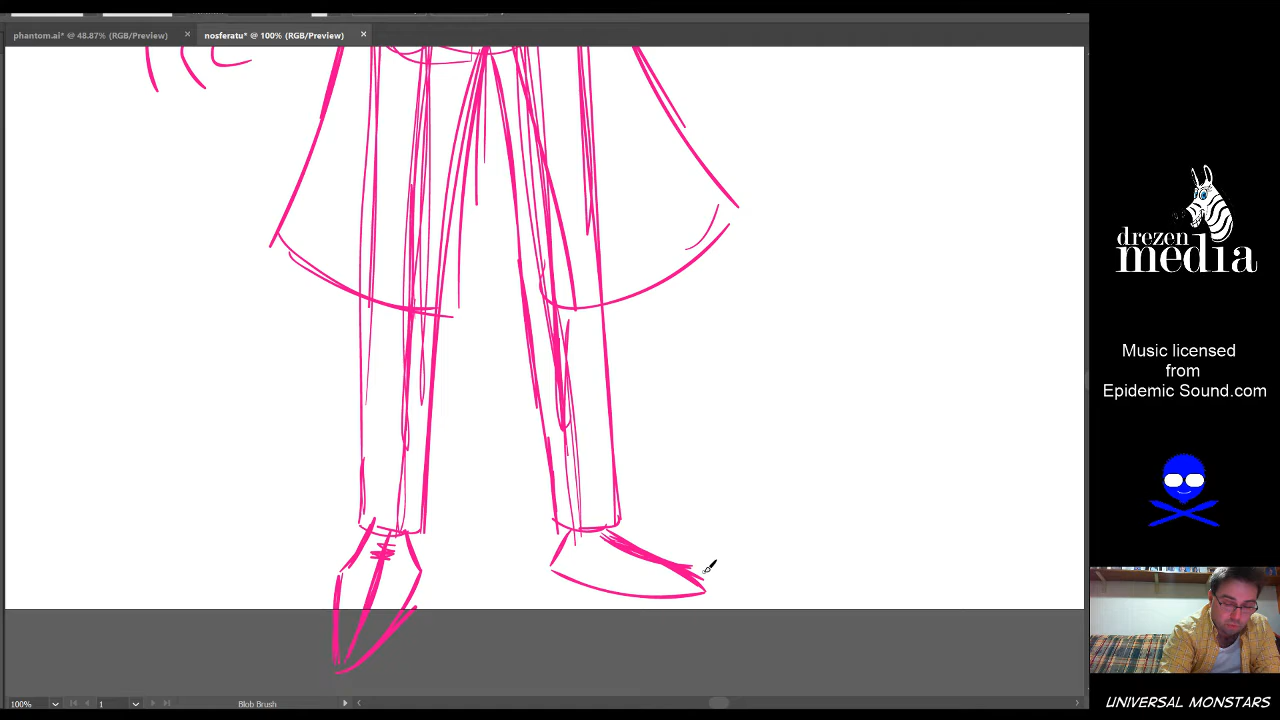 phantom.ai* @ 48.87% (RGB/Preview) ×
nosferatu* @ 100% (RGB/Preview) ×
drezen
media
Music licensed
from
Epidemic Sound.com
100%
1
Blob Brush
UNIVERSAL MONSTARS